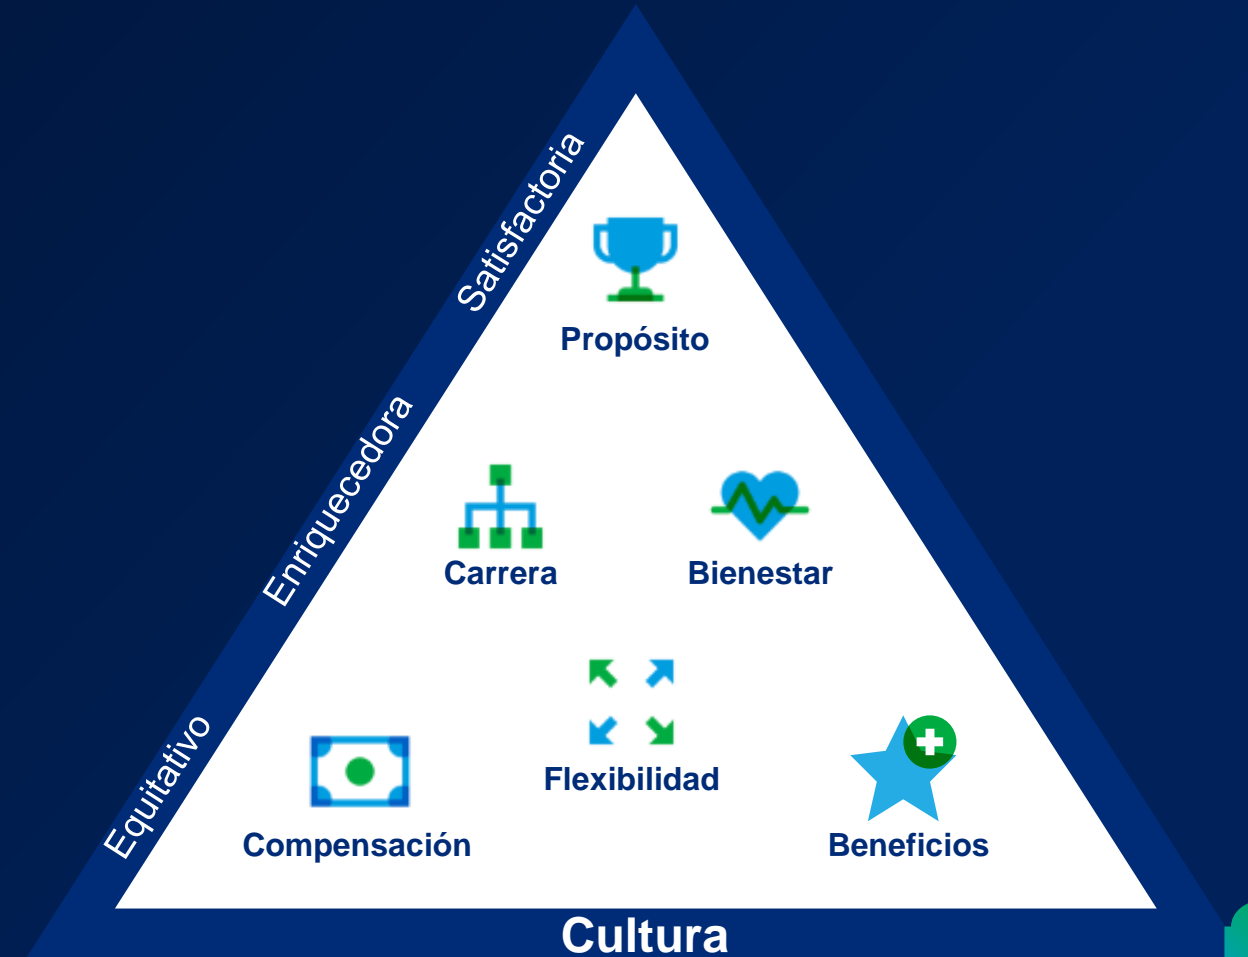 Satisfactoria
Propósito
Enriquecedora
Carrera
Bienestar
Equitativo
Flexibilidad
Compensación
Beneficios
Cultura